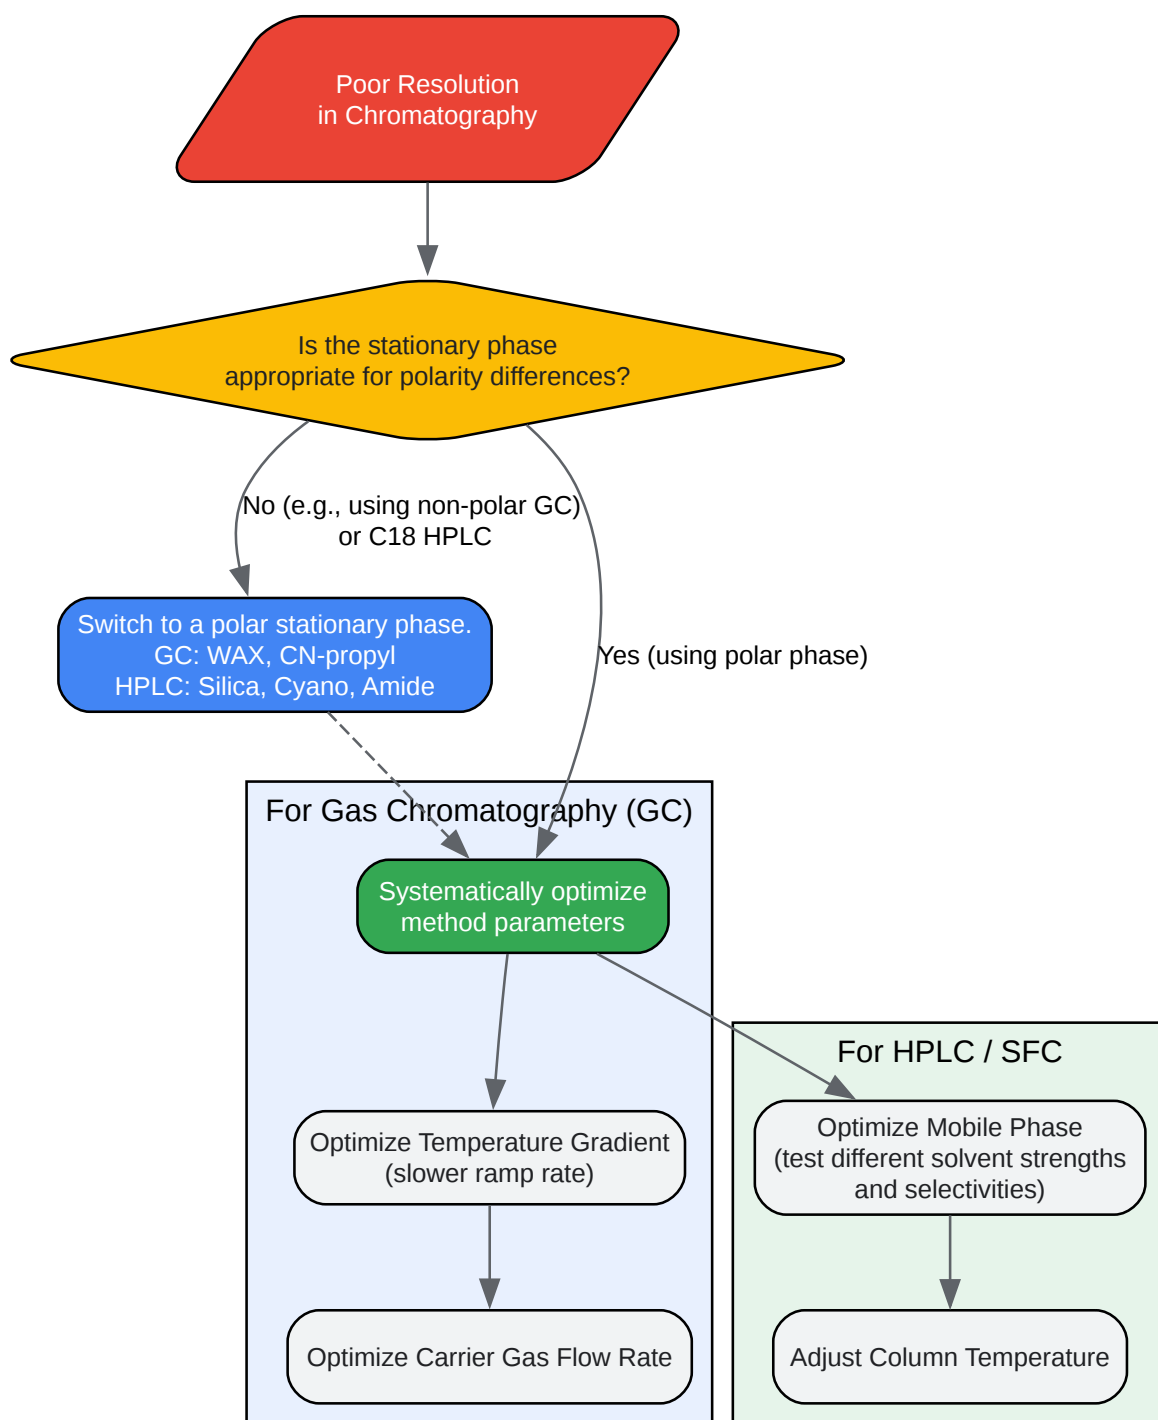 Poor Resolution
in Chromatography
Is the stationary phase
appropriate for polarity differences?
No (e.g., using non-polar GC)
or C18 HPLC
Switch to a polar stationary phase.
GC: WAX, CN-propyl
HPLC: Silica, Cyano, Amide
Yes (using polar phase)
For Gas Chromatography (GC)
Systematically optimize
method parameters
For HPLC / SFC
Optimize Temperature Gradient
(slower ramp rate)
Optimize Mobile Phase
(test different solvent strengths
and selectivities)
Optimize Carrier Gas Flow Rate
Adjust Column Temperature